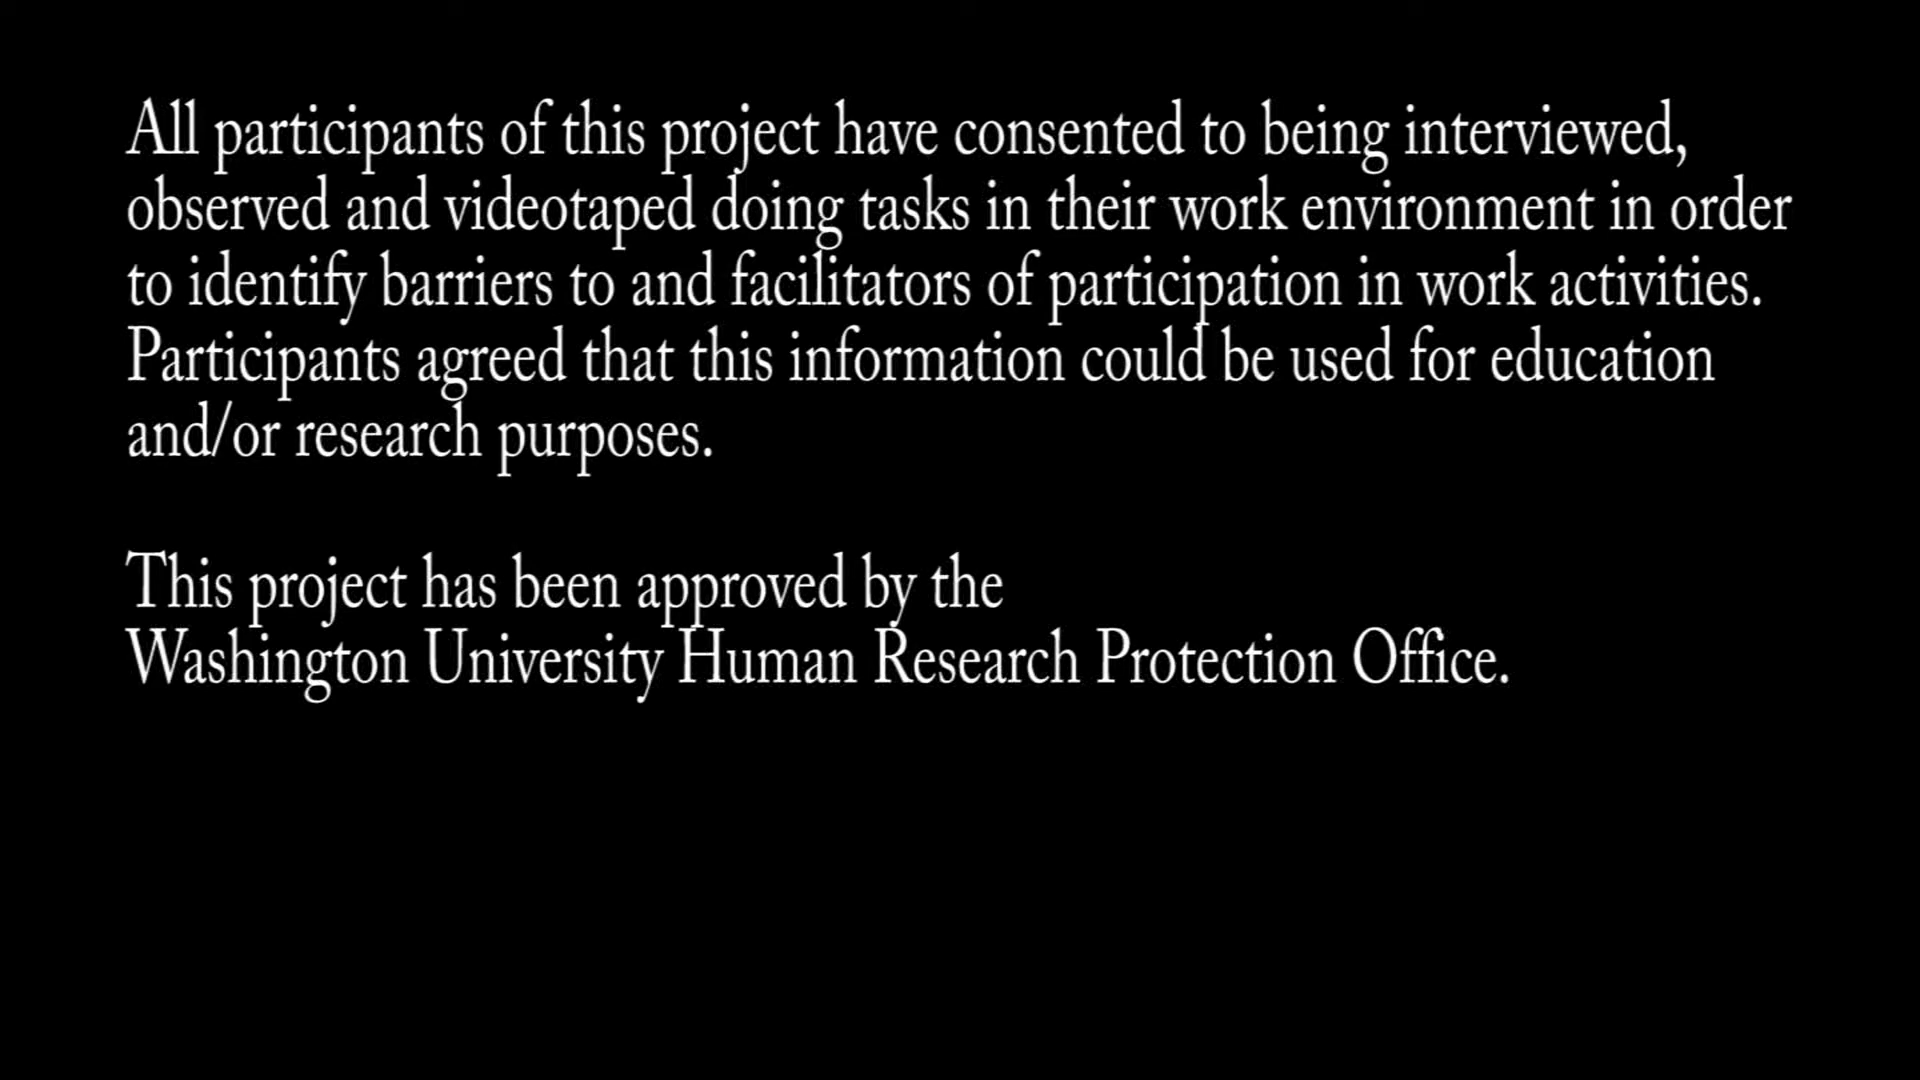 All participants of this project have consented to being interviewed,
observed and videotaped doing tasks in their work environment in order
to identify barriers to and facilitators of participation in work activities.
Participants agreed that this information could be used for education
and/or research purposes.
This project has been approved by the
Washington University Human Research Protection Office.